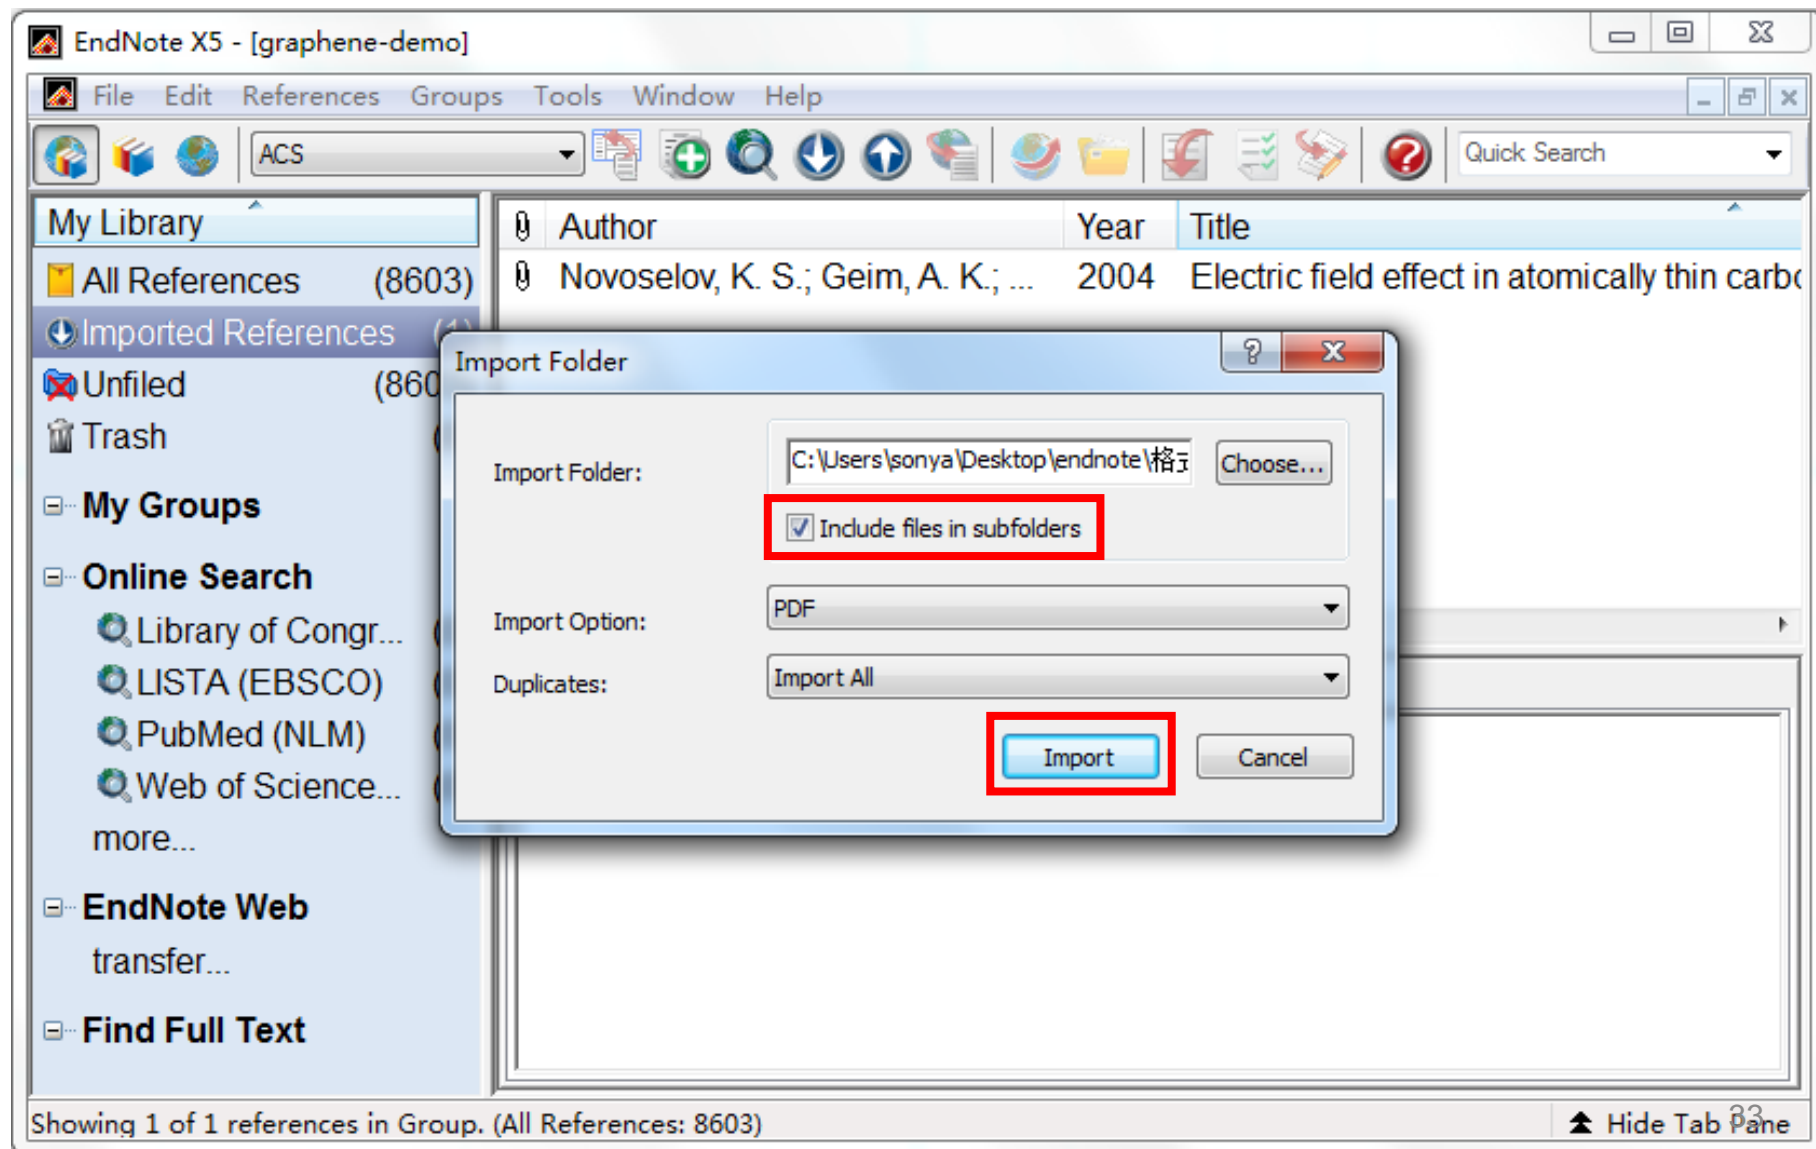 EndNote X5 - [graphene-demo]
File Edit References Groups Tools Window Help
ACS
Quick Search
My Library
Author Year Title
All References (8603)
Novoselov, K. S.; Geim, A. K.; ... 2004 Electric field effect in atomically thin
Imported References
Unfiled
Trash
My Groups
Online Search
Library of Congr...
LISTA (EBSCO)
PubMed (NLM)
Web of Science...
more...
EndNote Web
transfer...
Find Full Text
Import Folder
Import Folder:
C:\Users\sonya\Desktop\endnote\格
Choose...
Include files in subfolders
Import Option:
PDF
Duplicates:
Import All
Import Cancel
Showing 1 of 1 references in Group. (All References: 8603)
Hide Tab Pane
33